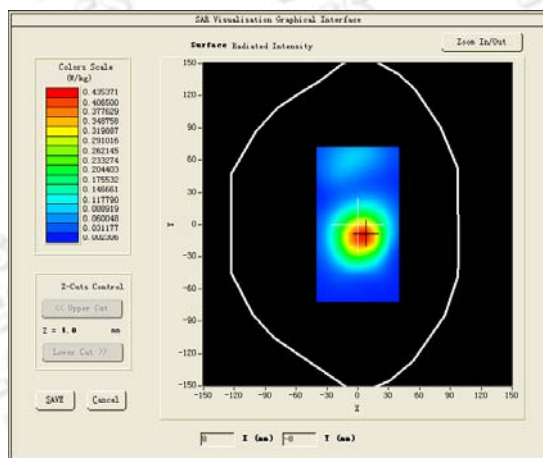 SAR Visualisation Graphical Interface
Surface Radiated Intensity
Zoom In/Out
Colors Scale
(W/kg)
0.435371
0.406500
0.377629
0.348758
0.319887
0.291016
0.262145
0.233274
0.204403
0.175532
0.146661
0.117790
0.088919
0.060048
0.031177
0.002306
150
120
90
60
30
0
-30
-60
-90
-120
-150
Y
-150 -120 -90 -60 -30 0 30 60 90 120 150
X
Z-Cuts Control
<< Upper Cut
Z = 4.0 mm
Lower Cut >>
SAVE Cancel
8 X (mm) -8 Y (mm)